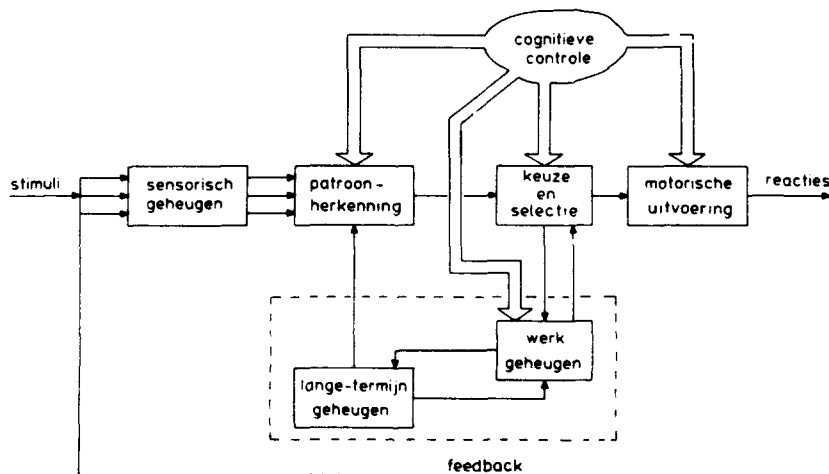 cognitieve
controle
stimuli
sensorisch
geheugen
patroon-
herkenning
keuze
en
selectie
motorische
uitvoering
reacties
werk
geheugen
lange-termijn
geheugen
feedback